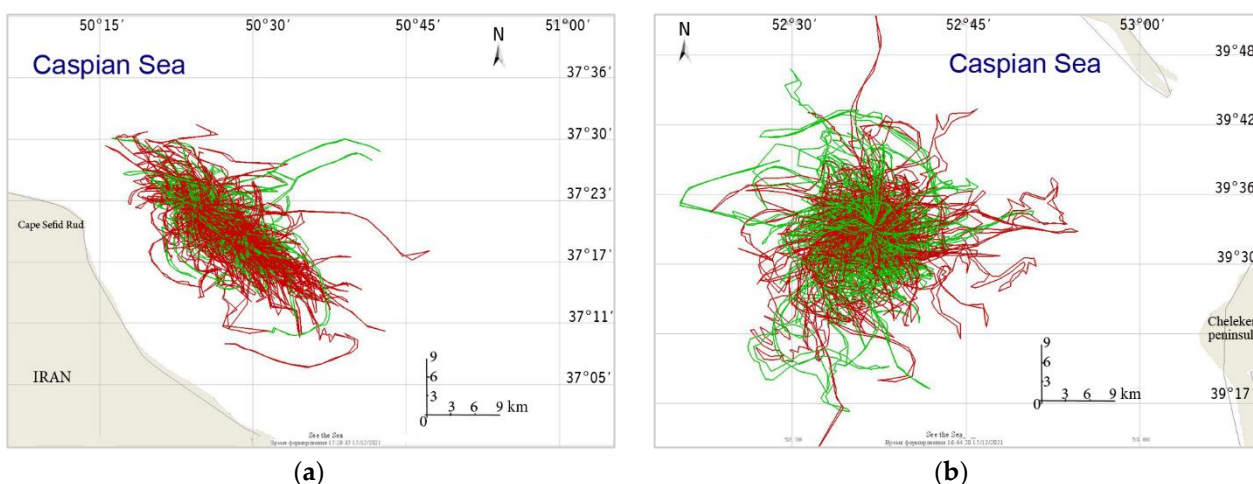 50°15′ 50°30′ 50°45′ 51°00′
N
Caspian Sea
37°36′
37°30′
37°23′
Cape Sefid Rud
37°17′
37°11′
9
6
3
0 3 6 9 km
37°05′
IRAN
See the Sea
(a)
52°30′ 52°45′ 53°00′
N
39°48′
Caspian Sea
39°42′
39°36′
39°30′
Cheleken
peninsul
9
6
3
0 3 6 9 km
39°17′
See the Sea
(b)